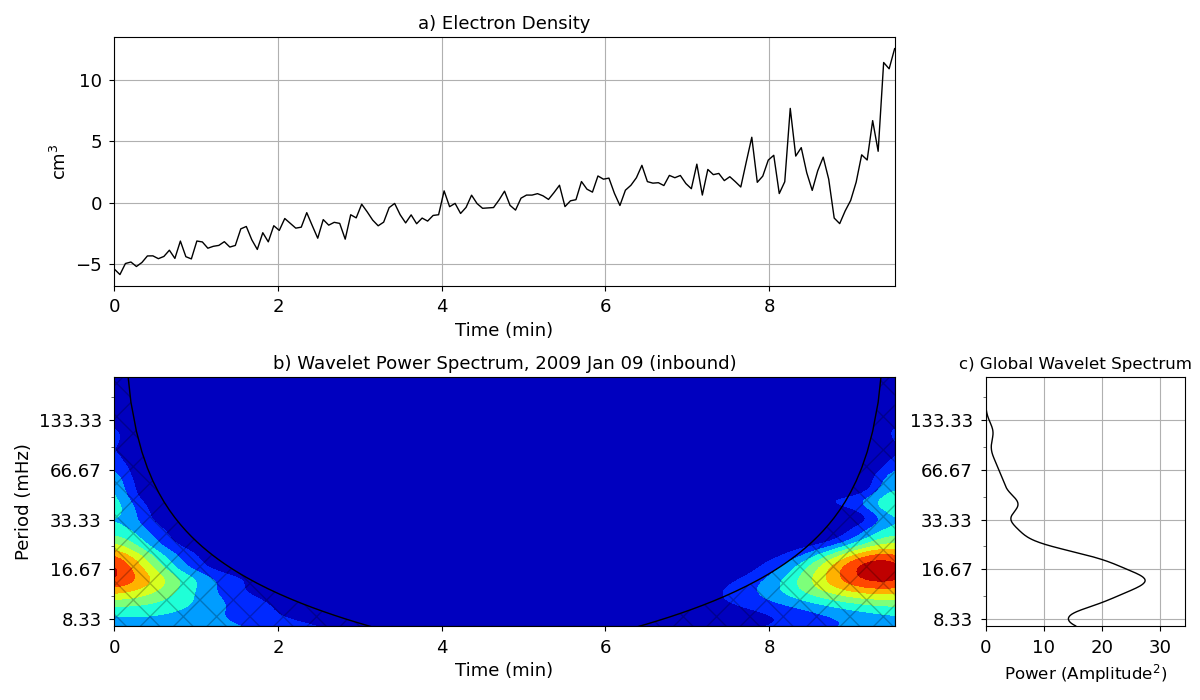 a) Electron Density
cm³
10
5
0
−5
0 2 4 6 8
Time (min)
b) Wavelet Power Spectrum, 2009 Jan 09 (inbound)
Period (mHz)
133.33
66.67
33.33
16.67
8.33
0 2 4 6 8
Time (min)
c) Global Wavelet Spectrum
133.33
66.67
33.33
16.67
8.33
0 10 20 30
Power (Amplitude²)